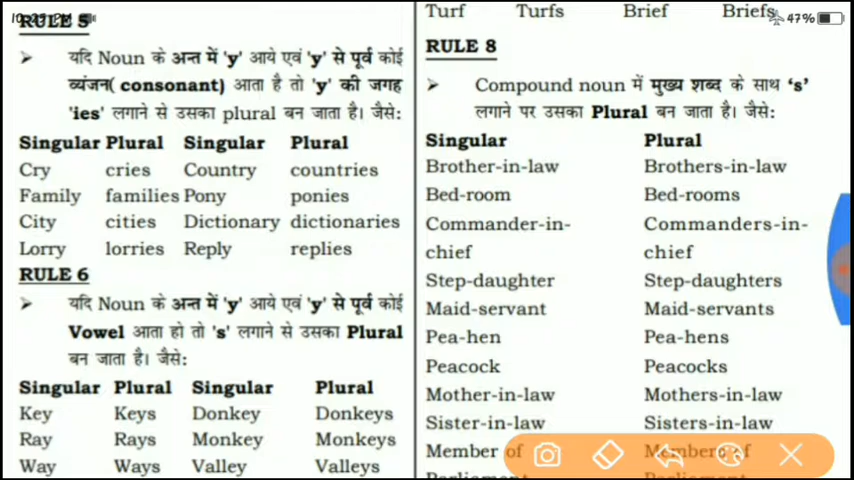 10:29 PM
47%
RULE 5
➤ यदि Noun के अन्त में 'y' आये एवं 'y' से पूर्व कोई
व्यंजन( consonant) आता है तो 'y' की जगह
'ies' लगाने से उसका plural बन जाता है। जैसे:
Singular Plural Singular Plural
Cry cries Country countries
Family families Pony ponies
City cities Dictionary dictionaries
Lorry lorries Reply replies
RULE 6
➤ यदि Noun के अन्त में 'y' आये एवं 'y' से पूर्व कोई
Vowel आता हो तो 's' लगाने से उसका Plural
बन जाता है। जैसे:
Singular Plural Singular Plural
Key Keys Donkey Donkeys
Ray Rays Monkey Monkeys
Way Ways Valley Valleys
Turf Turfs Brief Briefs
RULE 8
➤ Compound noun में मुख्य शब्द के साथ ‘s’
लगाने पर उसका Plural बन जाता है। जैसे:
Singular Plural
Brother-in-law Brothers-in-law
Bed-room Bed-rooms
Commander-in- Commanders-in-
chief chief
Step-daughter Step-daughters
Maid-servant Maid-servants
Pea-hen Pea-hens
Peacock Peacocks
Mother-in-law Mothers-in-law
Sister-in-law Sisters-in-law
Member of Members of